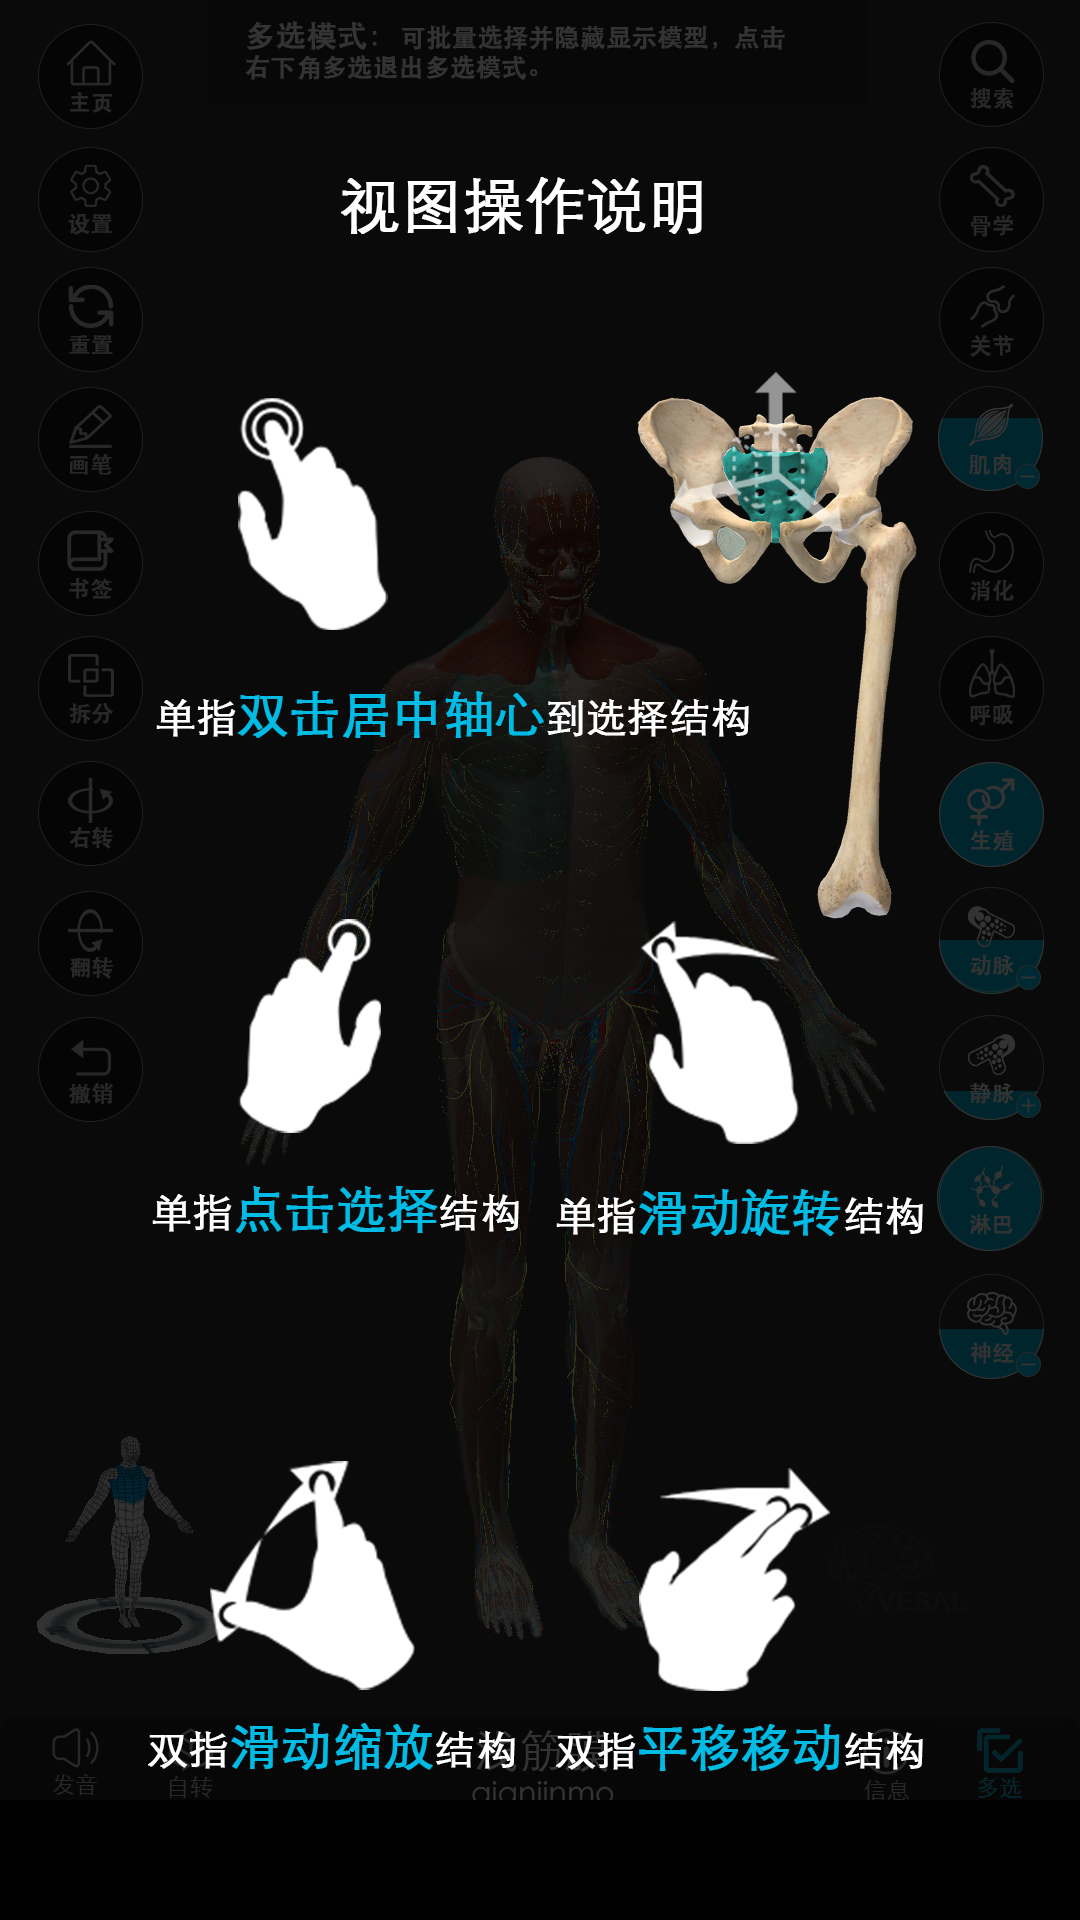 多选模式：可批量选择并隐藏显示模型，点击
右下角多选退出多选模式。
主页
搜索
视图操作说明
设置
骨学
重置
关节
画笔
肌肉
书签
消化
拆分
呼吸
单指双击居中轴心到选择结构
右转
生殖
翻转
动脉
撤销
静脉
单指点击选择结构
单指滑动旋转结构
淋巴
神经
VESAL
双指滑动缩放结构
双指平移移动结构
发音
自转
浅筋膜
qianjinmo
信息
多选